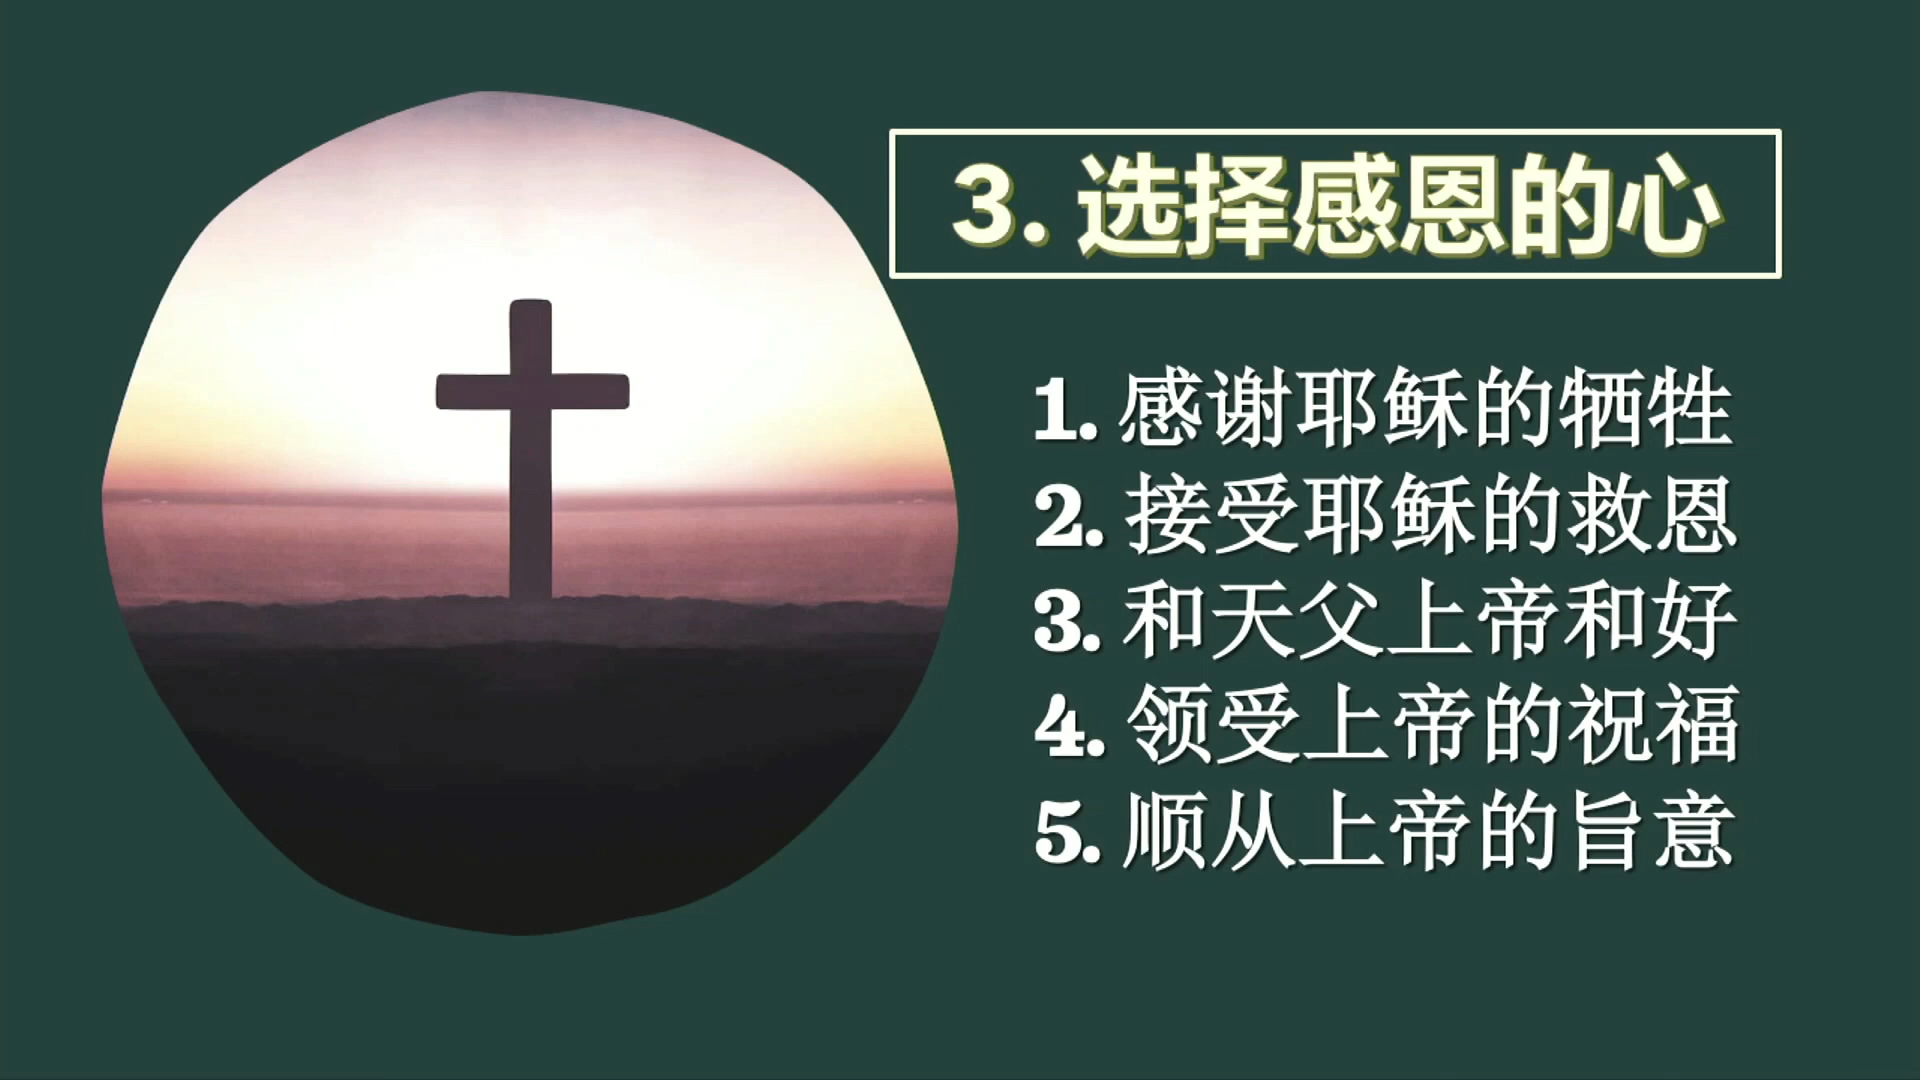 3. 选择感恩的心
1. 感谢耶稣的牺牲
2. 接受耶稣的救恩
3. 和天父上帝和好
4. 领受上帝的祝福
5. 顺从上帝的旨意